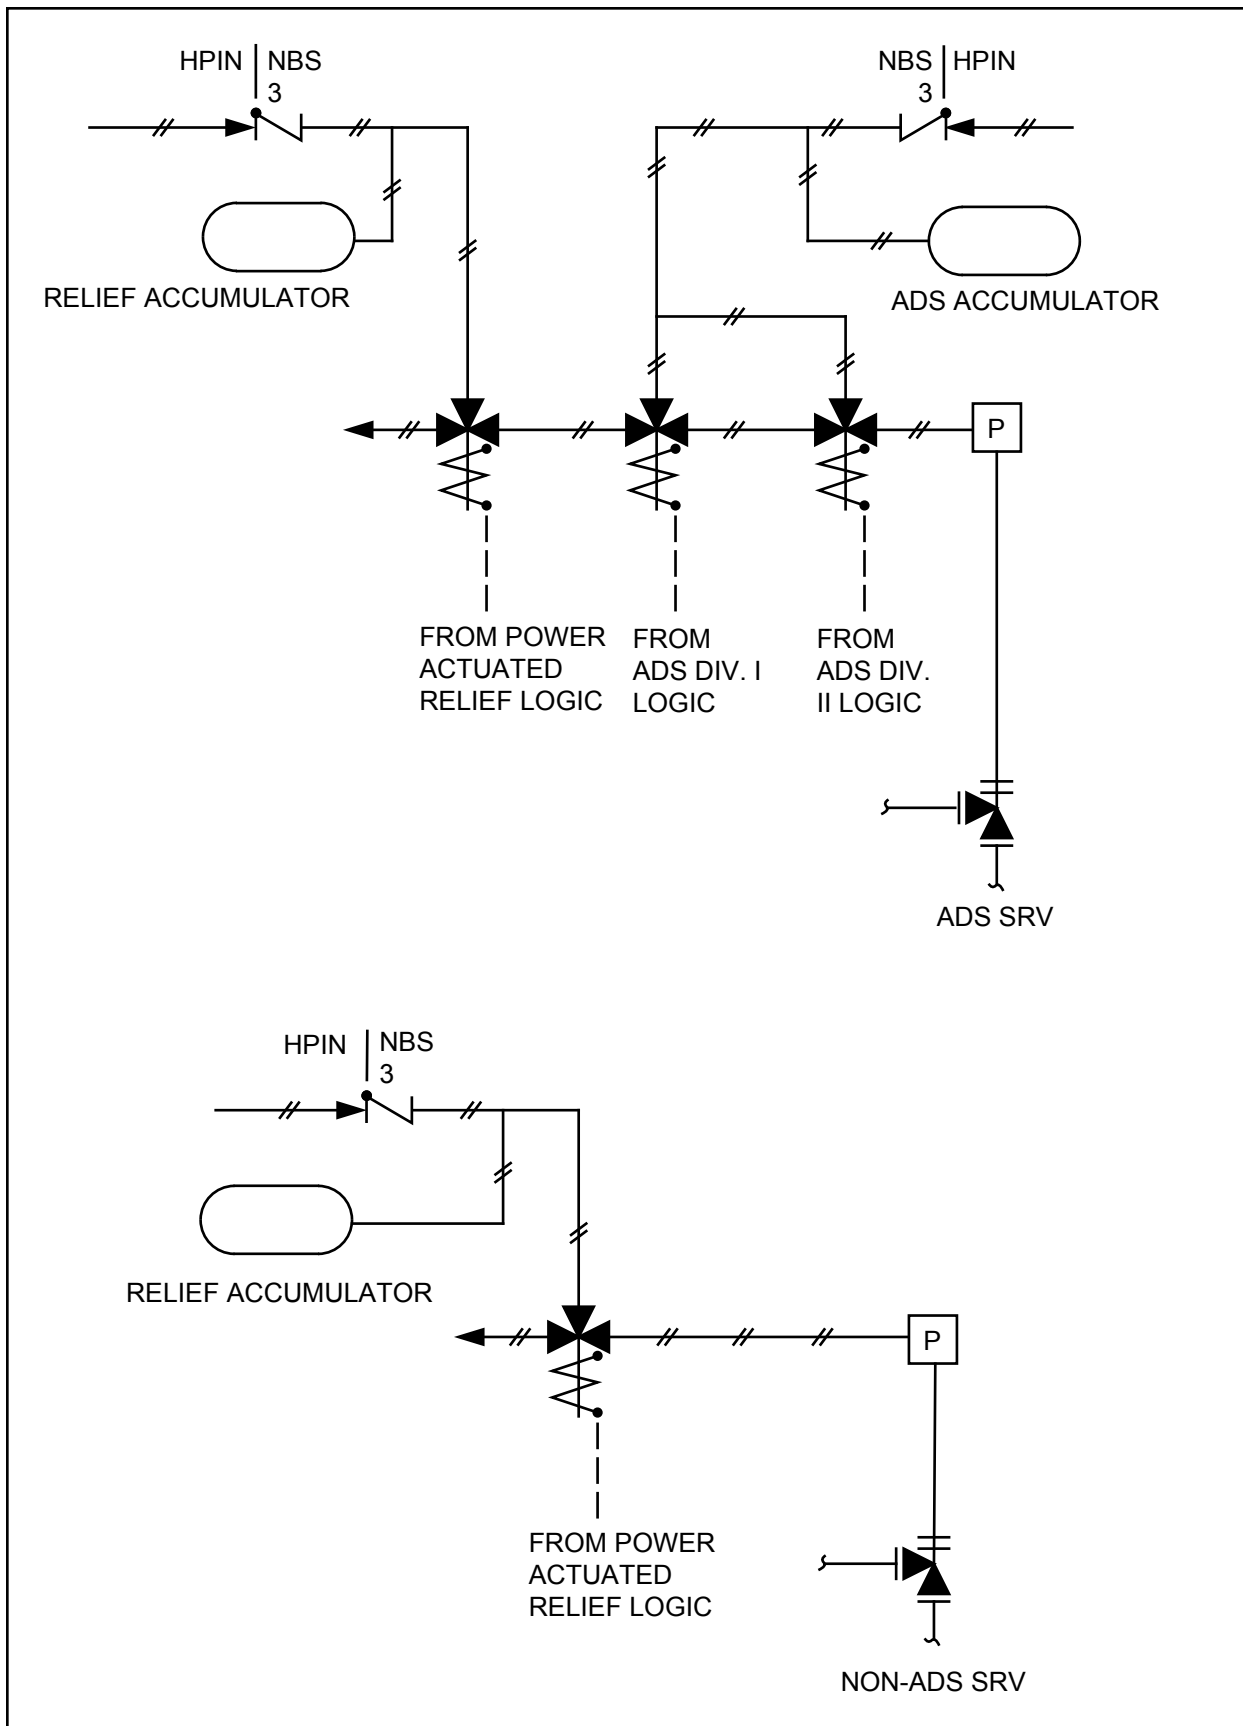 HPIN NBS
3
NBS HPIN
3
RELIEF ACCUMULATOR
ADS ACCUMULATOR
P
FROM POWER
ACTUATED
RELIEF LOGIC
FROM
ADS DIV. I
LOGIC
FROM
ADS DIV.
II LOGIC
ADS SRV
HPIN NBS
3
RELIEF ACCUMULATOR
P
FROM POWER
ACTUATED
RELIEF LOGIC
NON-ADS SRV